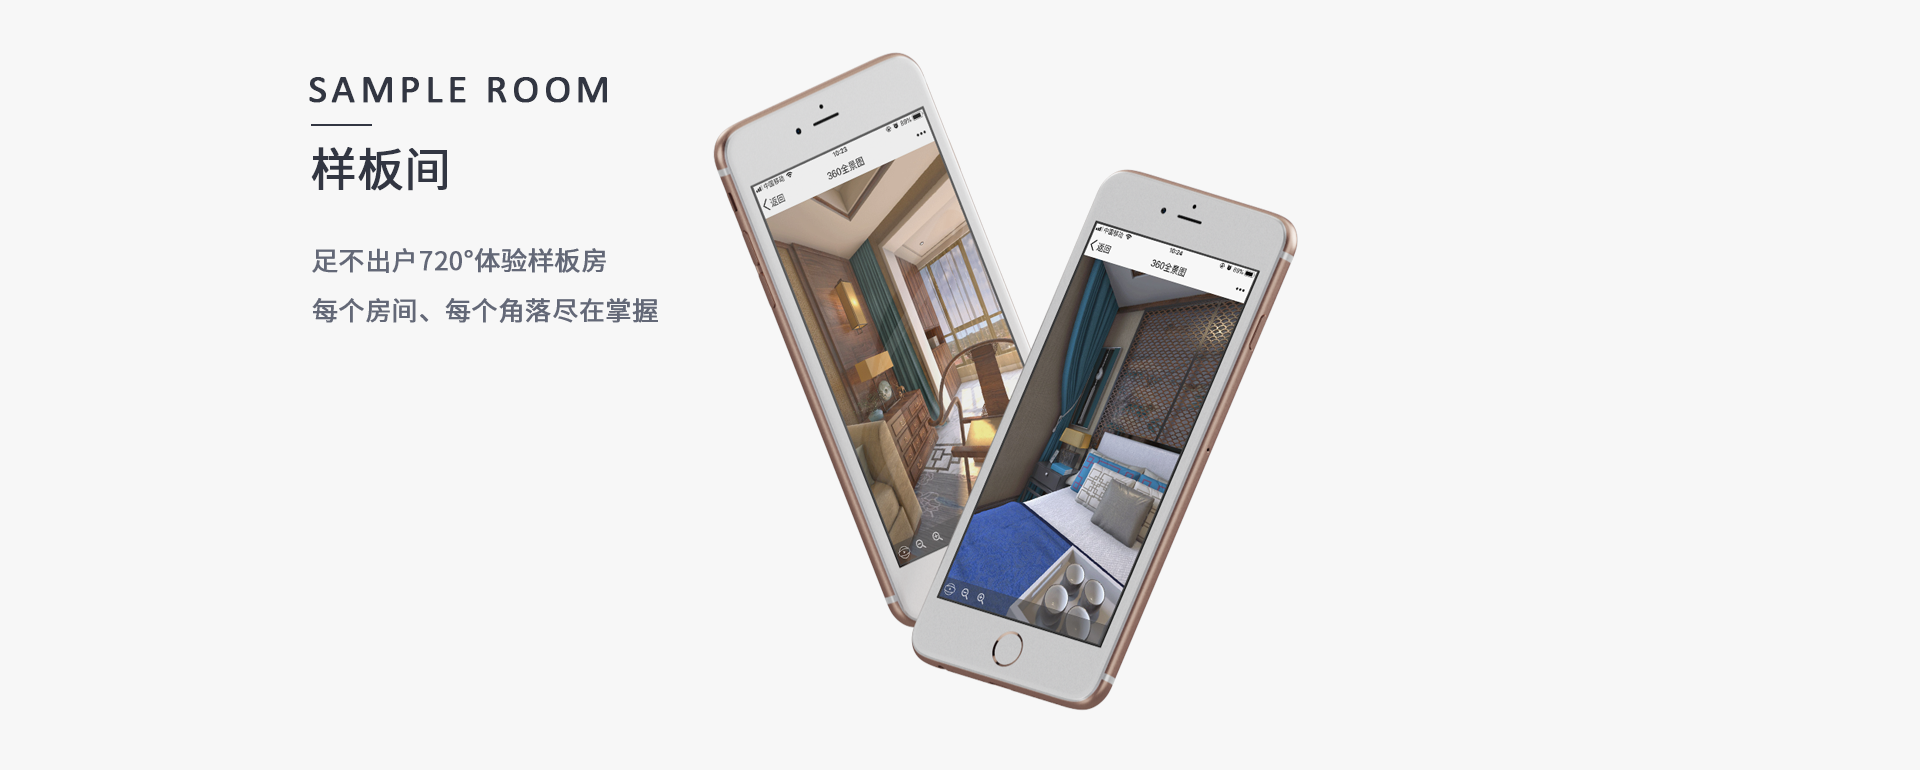 SAMPLE ROOM
样板间
足不出户720°体验样板房
每个房间、每个角落尽在掌握
中国移动
10:23
89%
返回
360全景图
中国移动
10:24
89%
返回
360全景图